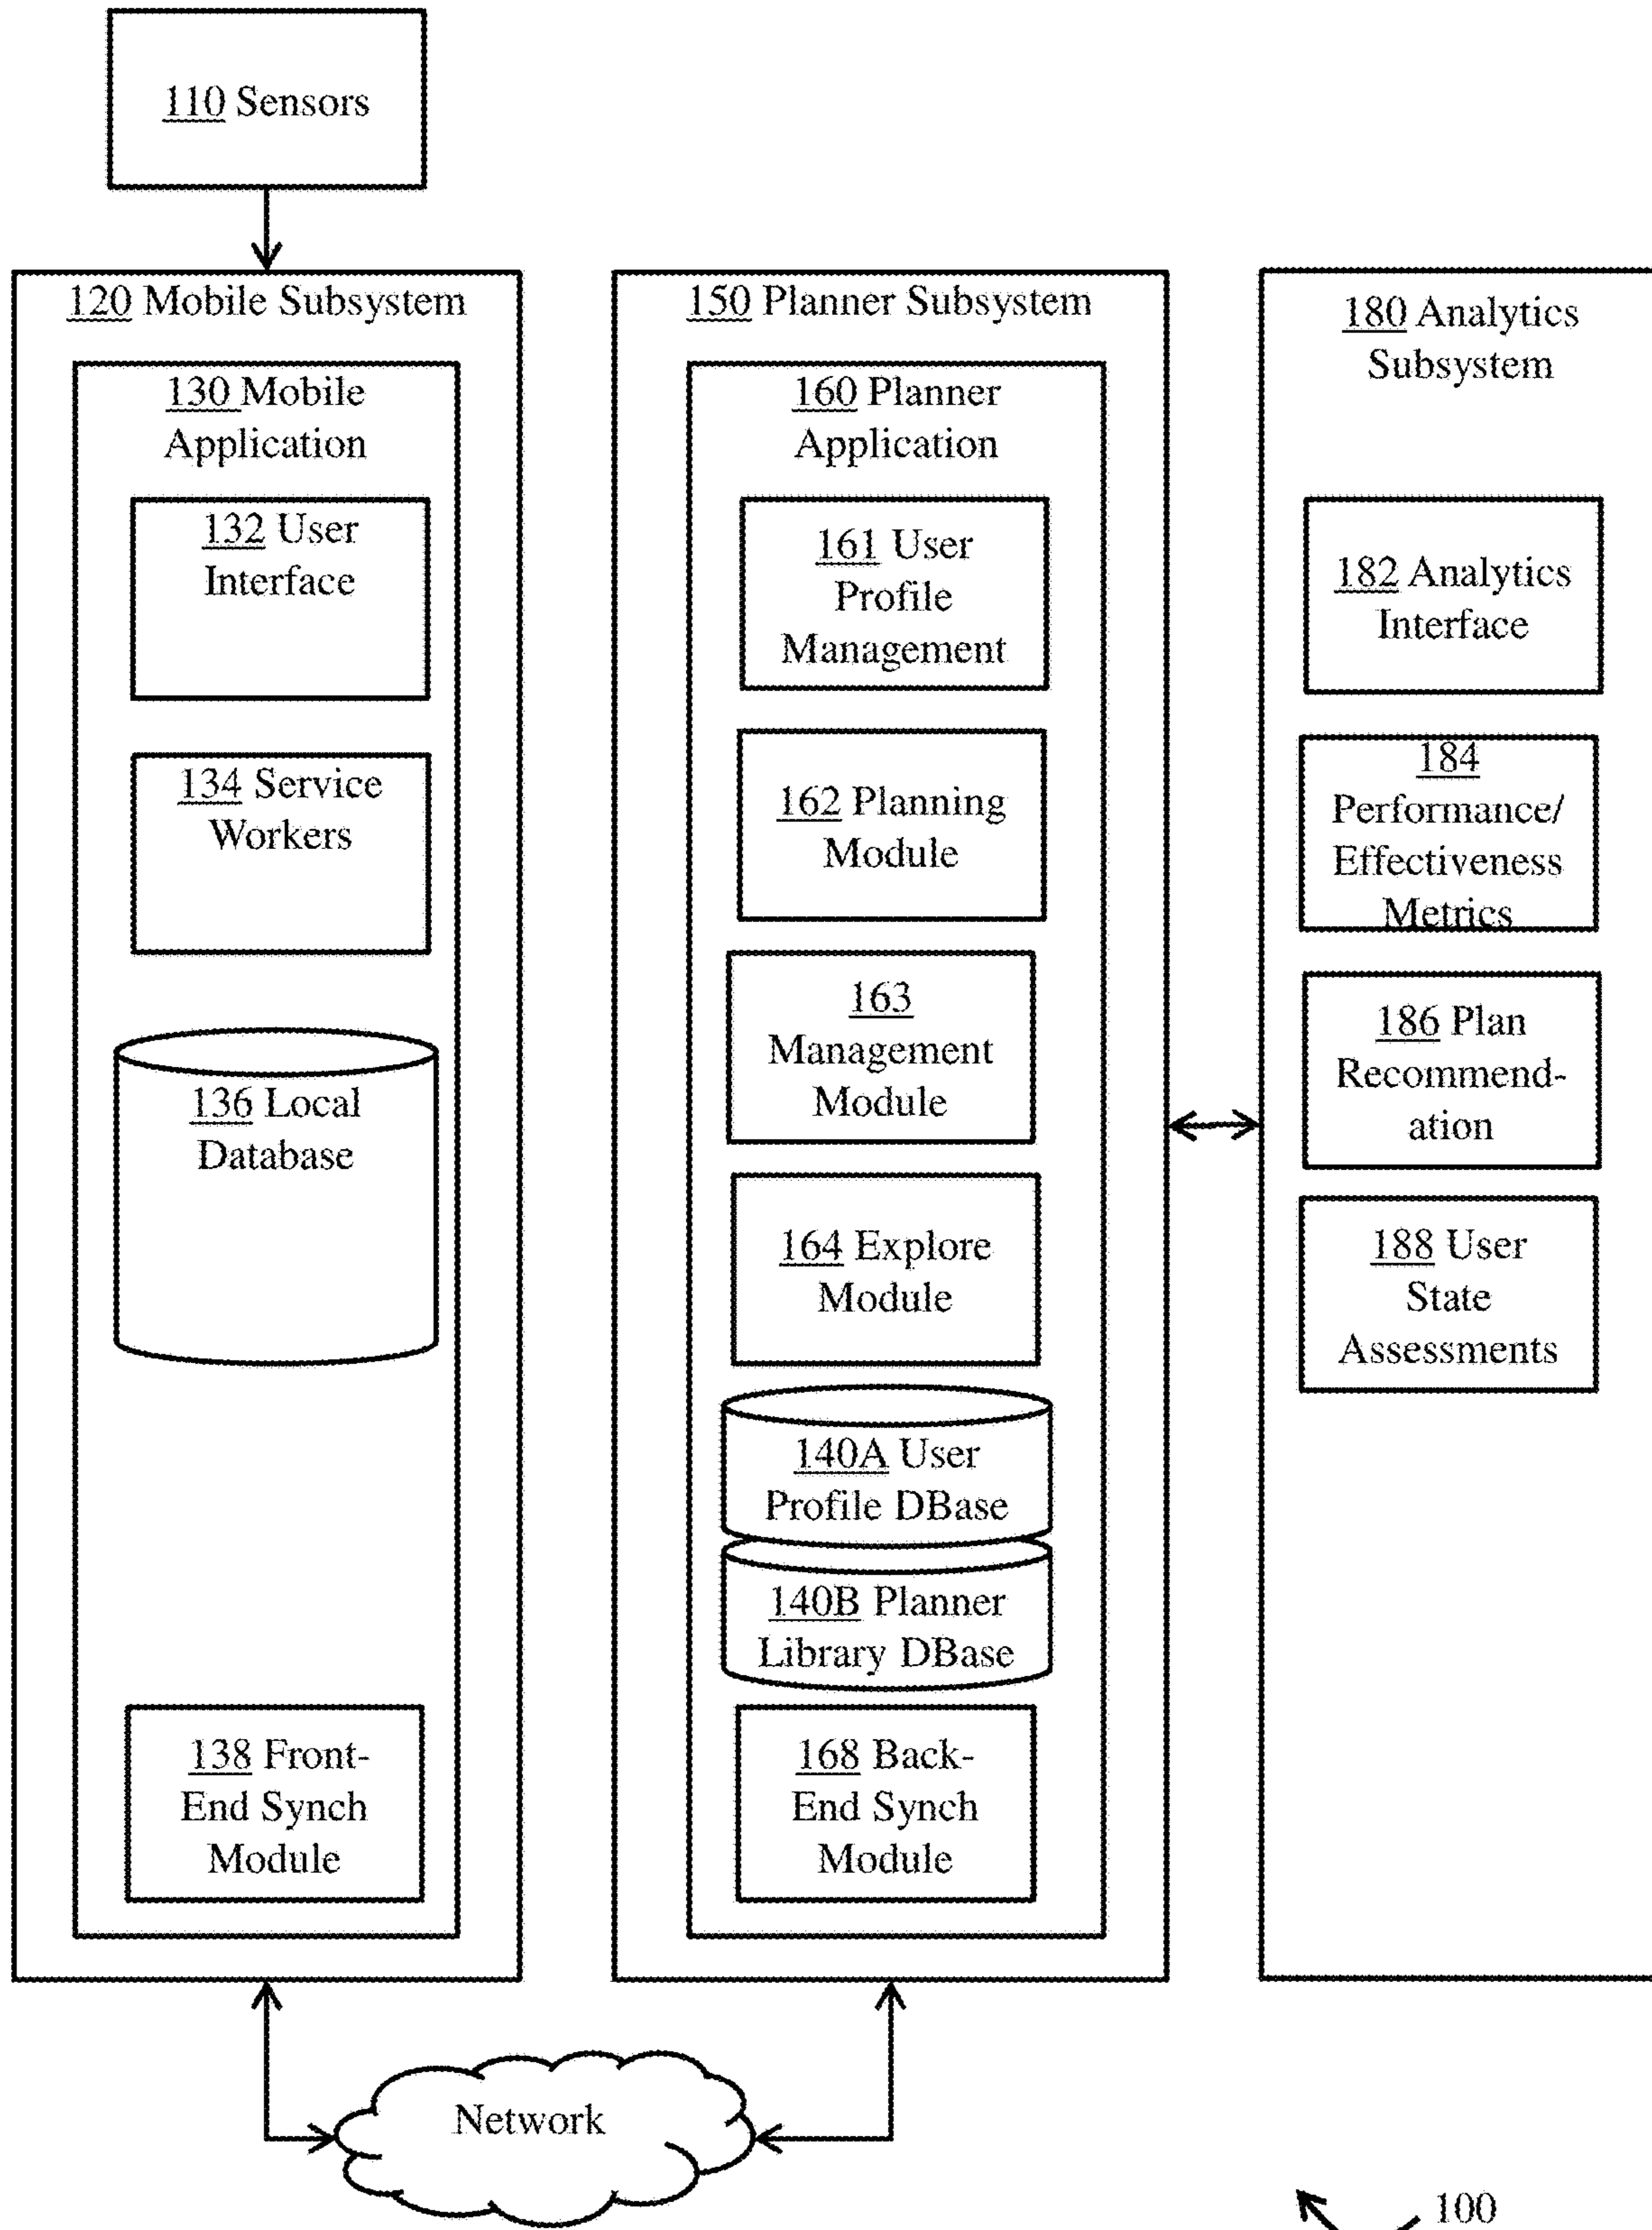 110 Sensors
120 Mobile Subsystem
130 Mobile
Application
132 User
Interface
134 Service
Workers
136 Local
Database
138 Front-
End Synch
Module
150 Planner Subsystem
160 Planner
Application
161 User
Profile
Management
162 Planning
Module
163
Management
Module
164 Explore
Module
140A User
Profile DBase
140B Planner
Library DBase
168 Back-
End Synch
Module
180 Analytics
Subsystem
182 Analytics
Interface
184
Performance/
Effectiveness
Metrics
186 Plan
Recommend-
ation
188 User
State
Assessments
Network
100